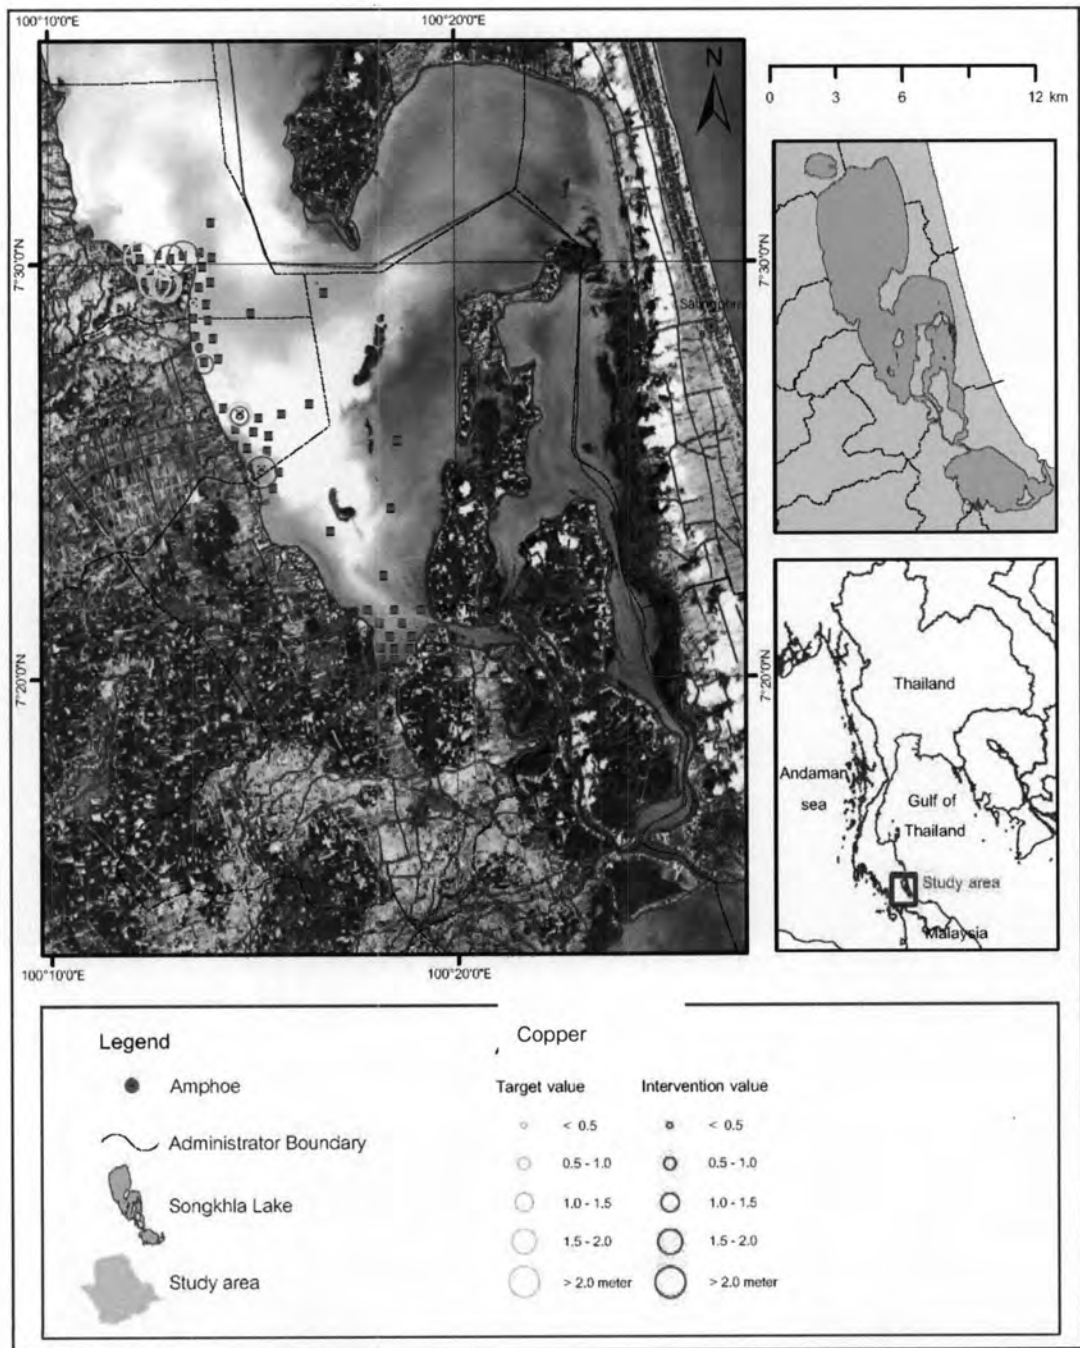 100°10'0"E
100°20'0"E
N
0 3 6 12 km
7°30'0"N
7°30'0"N
7°30'0"N
7°20'0"N
7°20'0"N
Thailand
Andaman
sea
Gulf of
Thailand
Study area
Malaysia
100°10'0"E
100°20'0"E
Legend
Amphoe
Administrator Boundary
Songkhla Lake
Study area
Copper
Target value
Intervention value
< 0.5
< 0.5
0.5 - 1.0
0.5 - 1.0
1.0 - 1.5
1.0 - 1.5
1.5 - 2.0
1.5 - 2.0
> 2.0 meter
> 2.0 meter